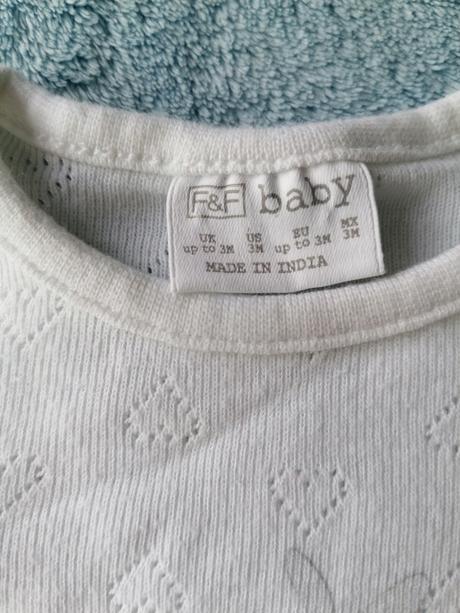 F&F baby
UK US EU MX
up to 3M 3M up to 3M 3M
MADE IN INDIA